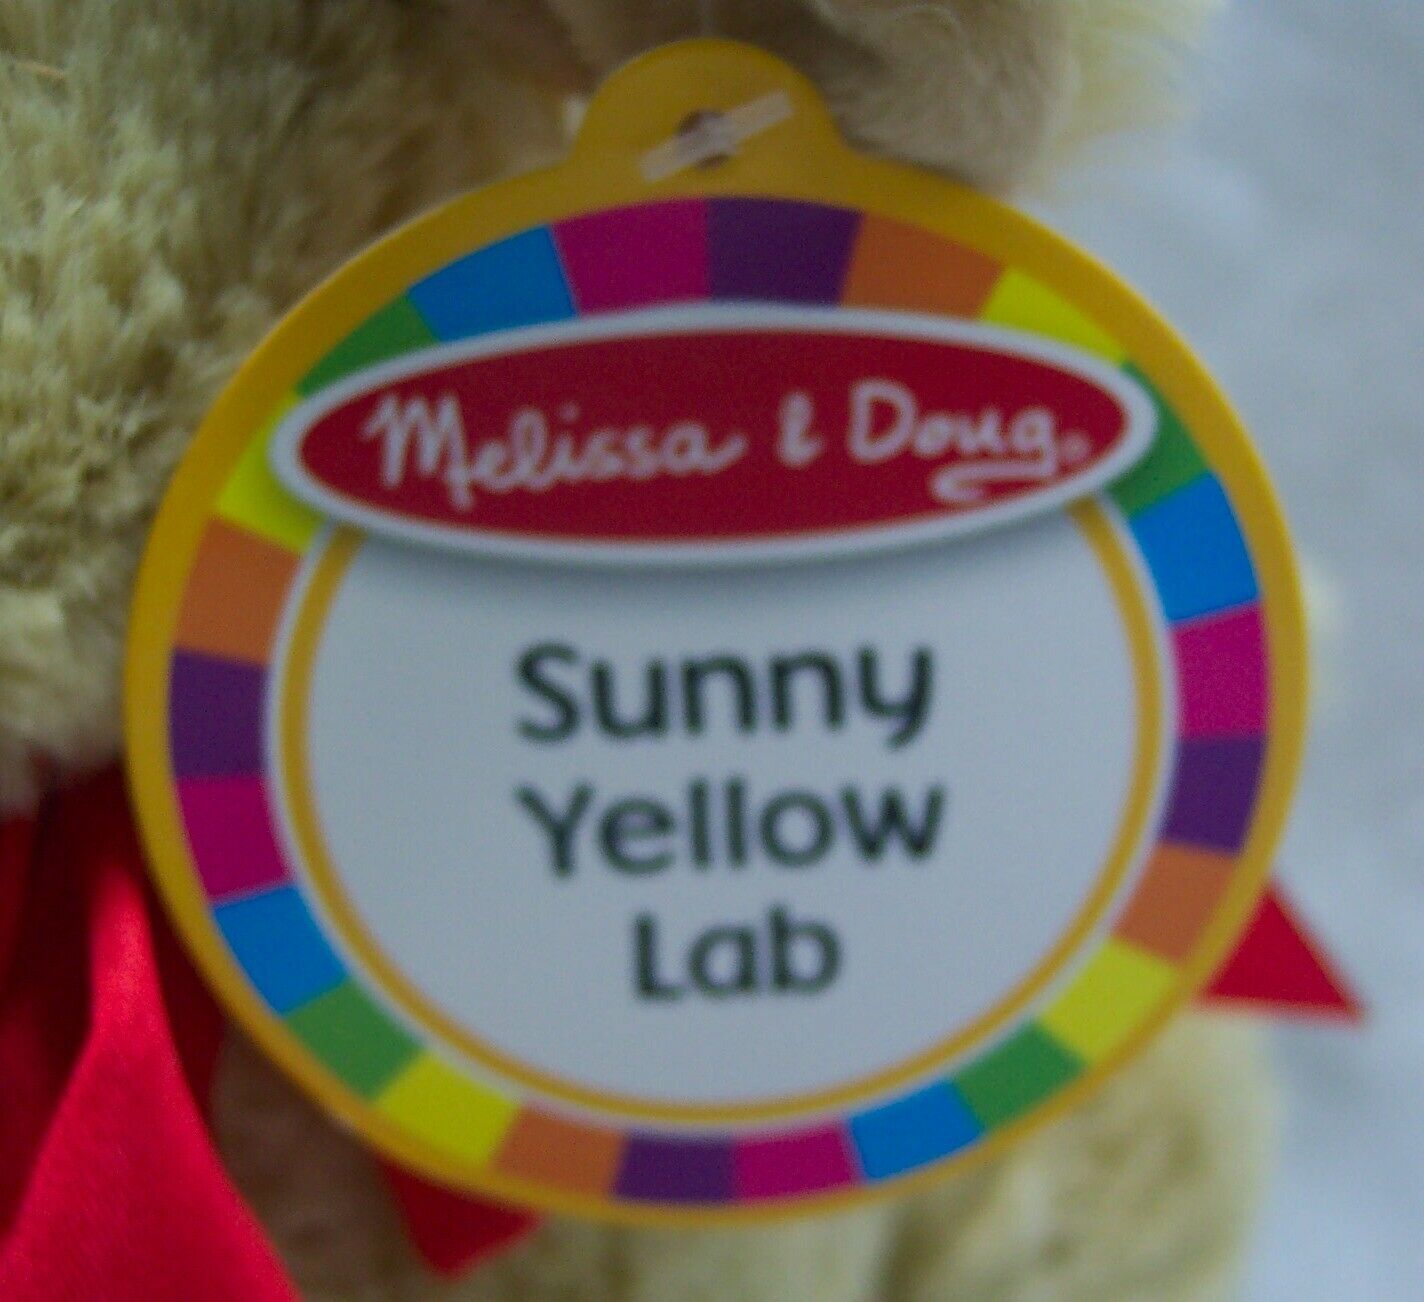 Melissa & Doug.
Sunny
Yellow
Lab